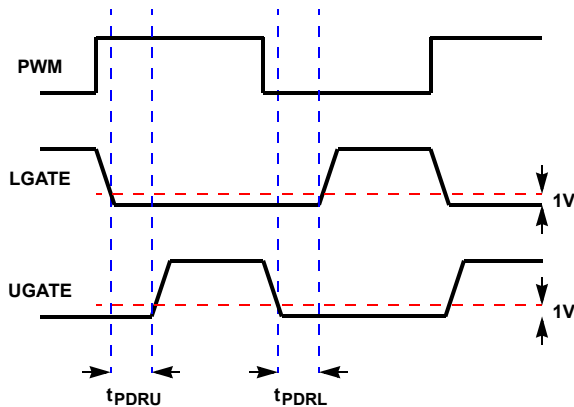 PWM
LGATE
1V
UGATE
1V
tPDRU
tPDRL